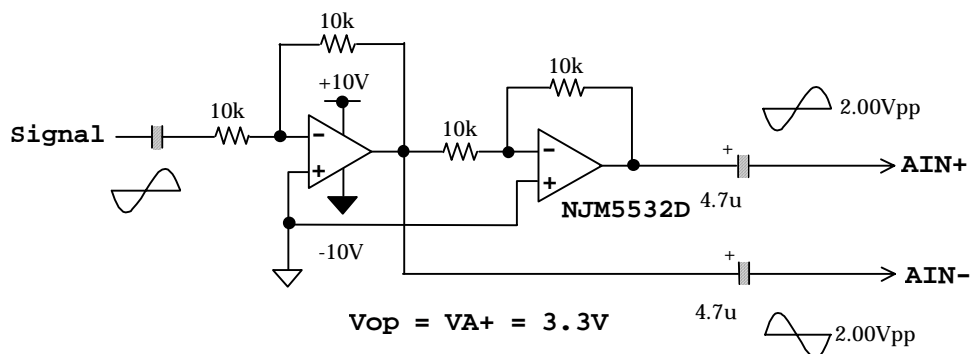 10k
+10V
10k
10k
10k
2.00Vpp
Signal
−
+
−
+
+
AIN+
4.7u
NJM5532D
-10V
+
AIN-
4.7u
Vop = VA+ = 3.3V
2.00Vpp